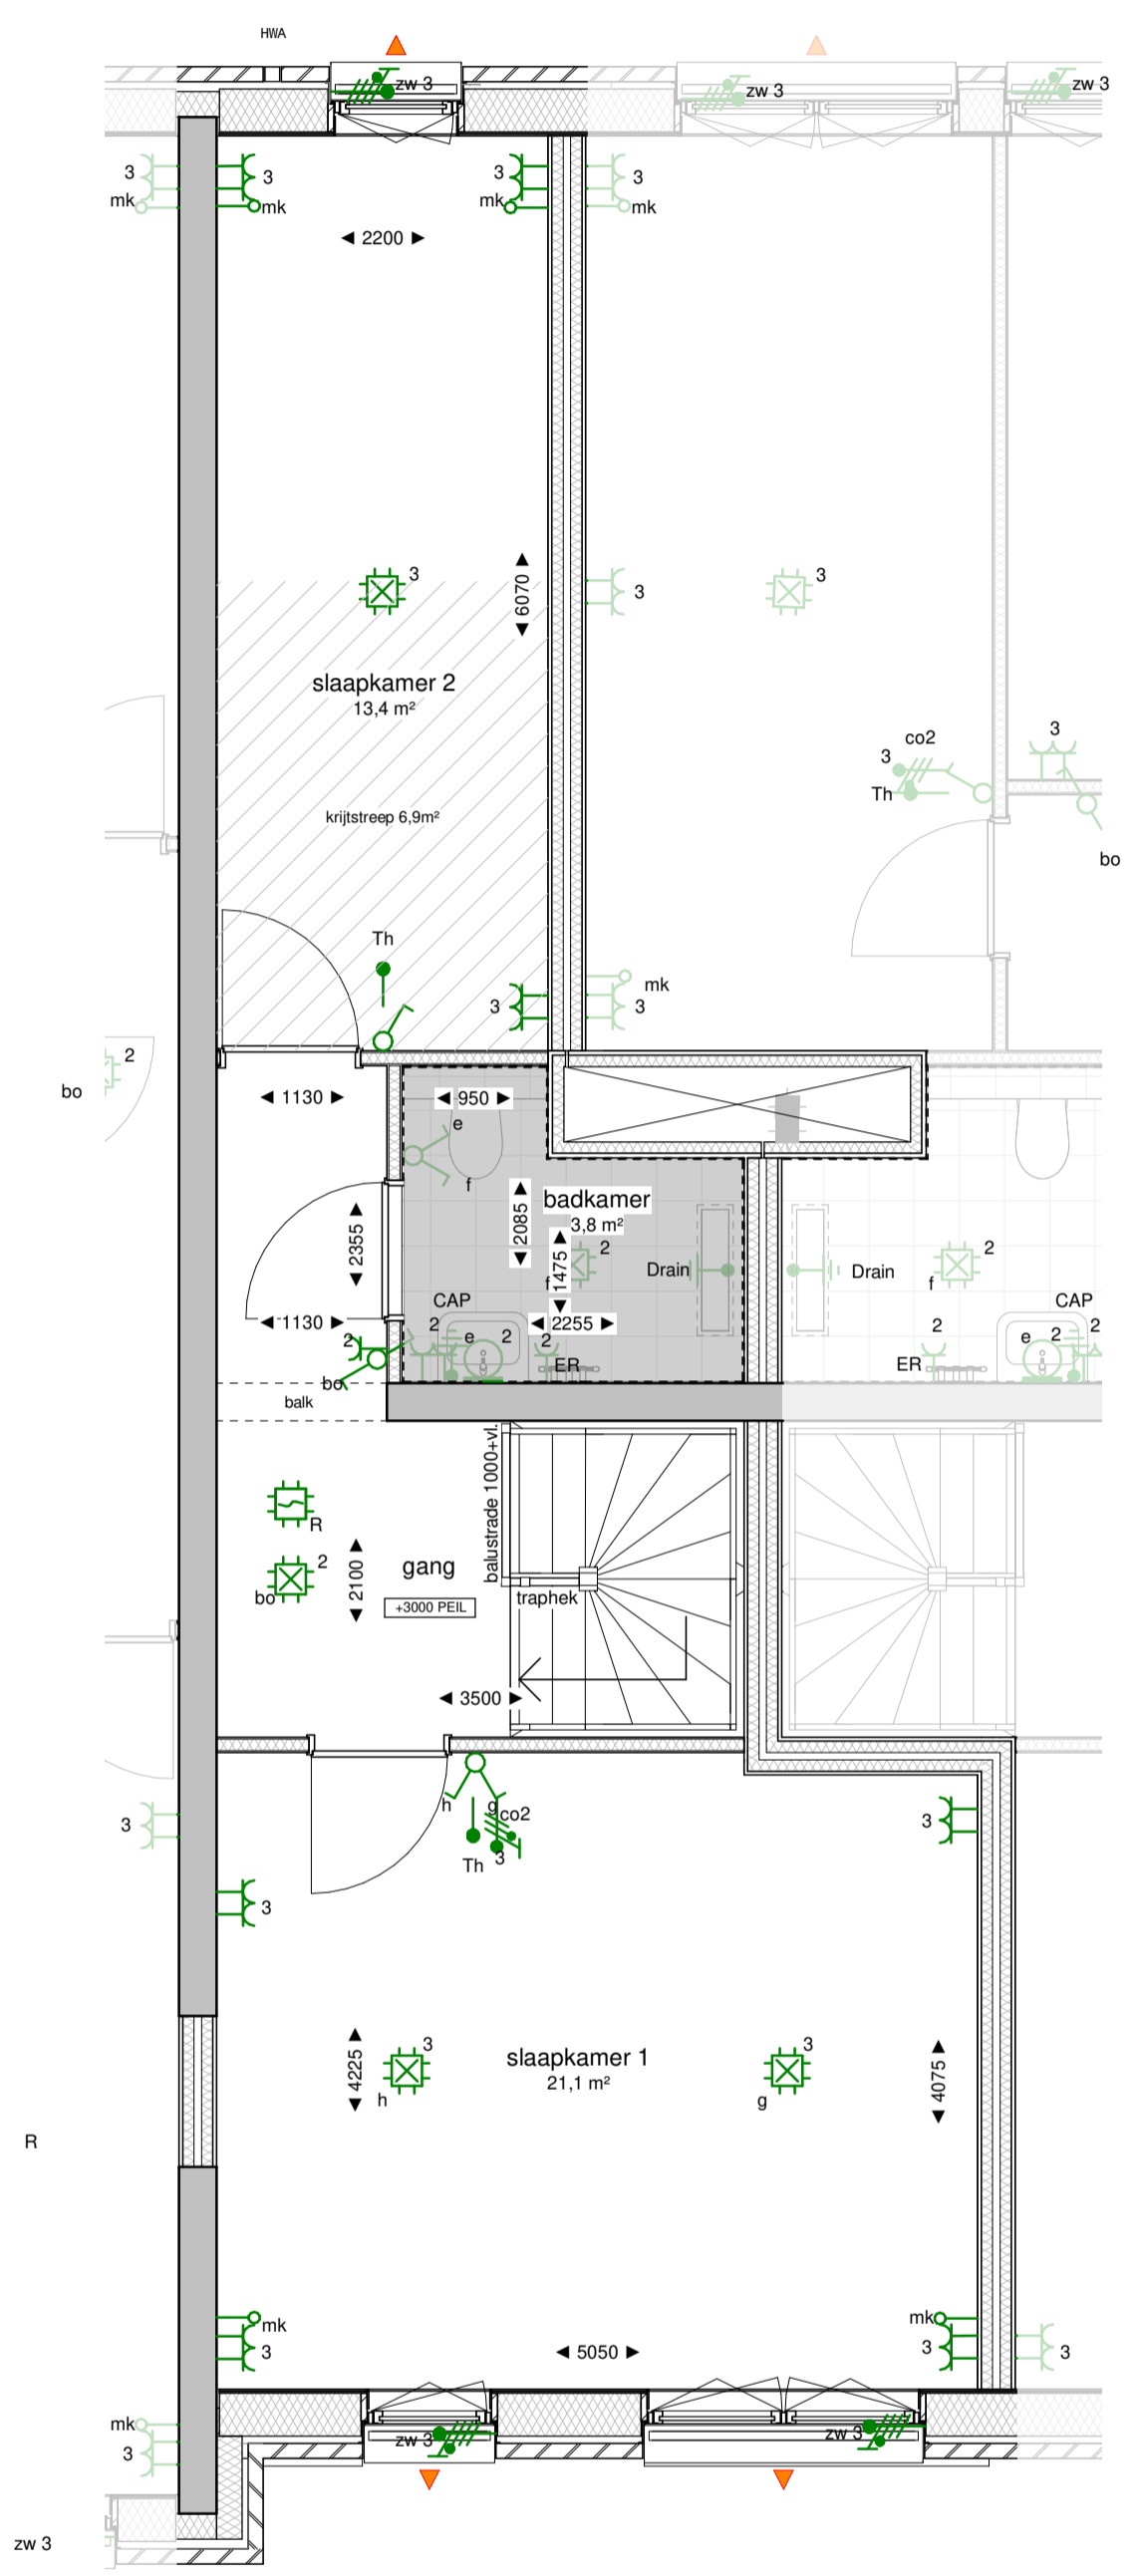 HWA
zw 3
zw 3
zw 3
3
mk
3
mk
3
mk
3
mk
2200
3
3
3
6070
slaapkamer 2
13,4 m²
krijtstreep 6,9m²
co2
3
Th
3
bo
Th
3
mk
3
2
bo
1130
950
e
f
2355
2085
badkamer
3,8 m²
1475
2
f
Drain
Drain
2
f
CAP
CAP
1130
2255
2
bo
2
e
2
2
ER
2
ER
e
2
2
balk
balustrade 1000+vl.
R
2
bo
2100
gang
+3000 PEIL
traphek
3500
h
g
co2
3
Th
3
3
3
4225
3
h
slaapkamer 1
21,1 m²
3
g
4075
R
mk
3
mk
3
3
5050
mk
3
zw 3
zw 3
zw 3